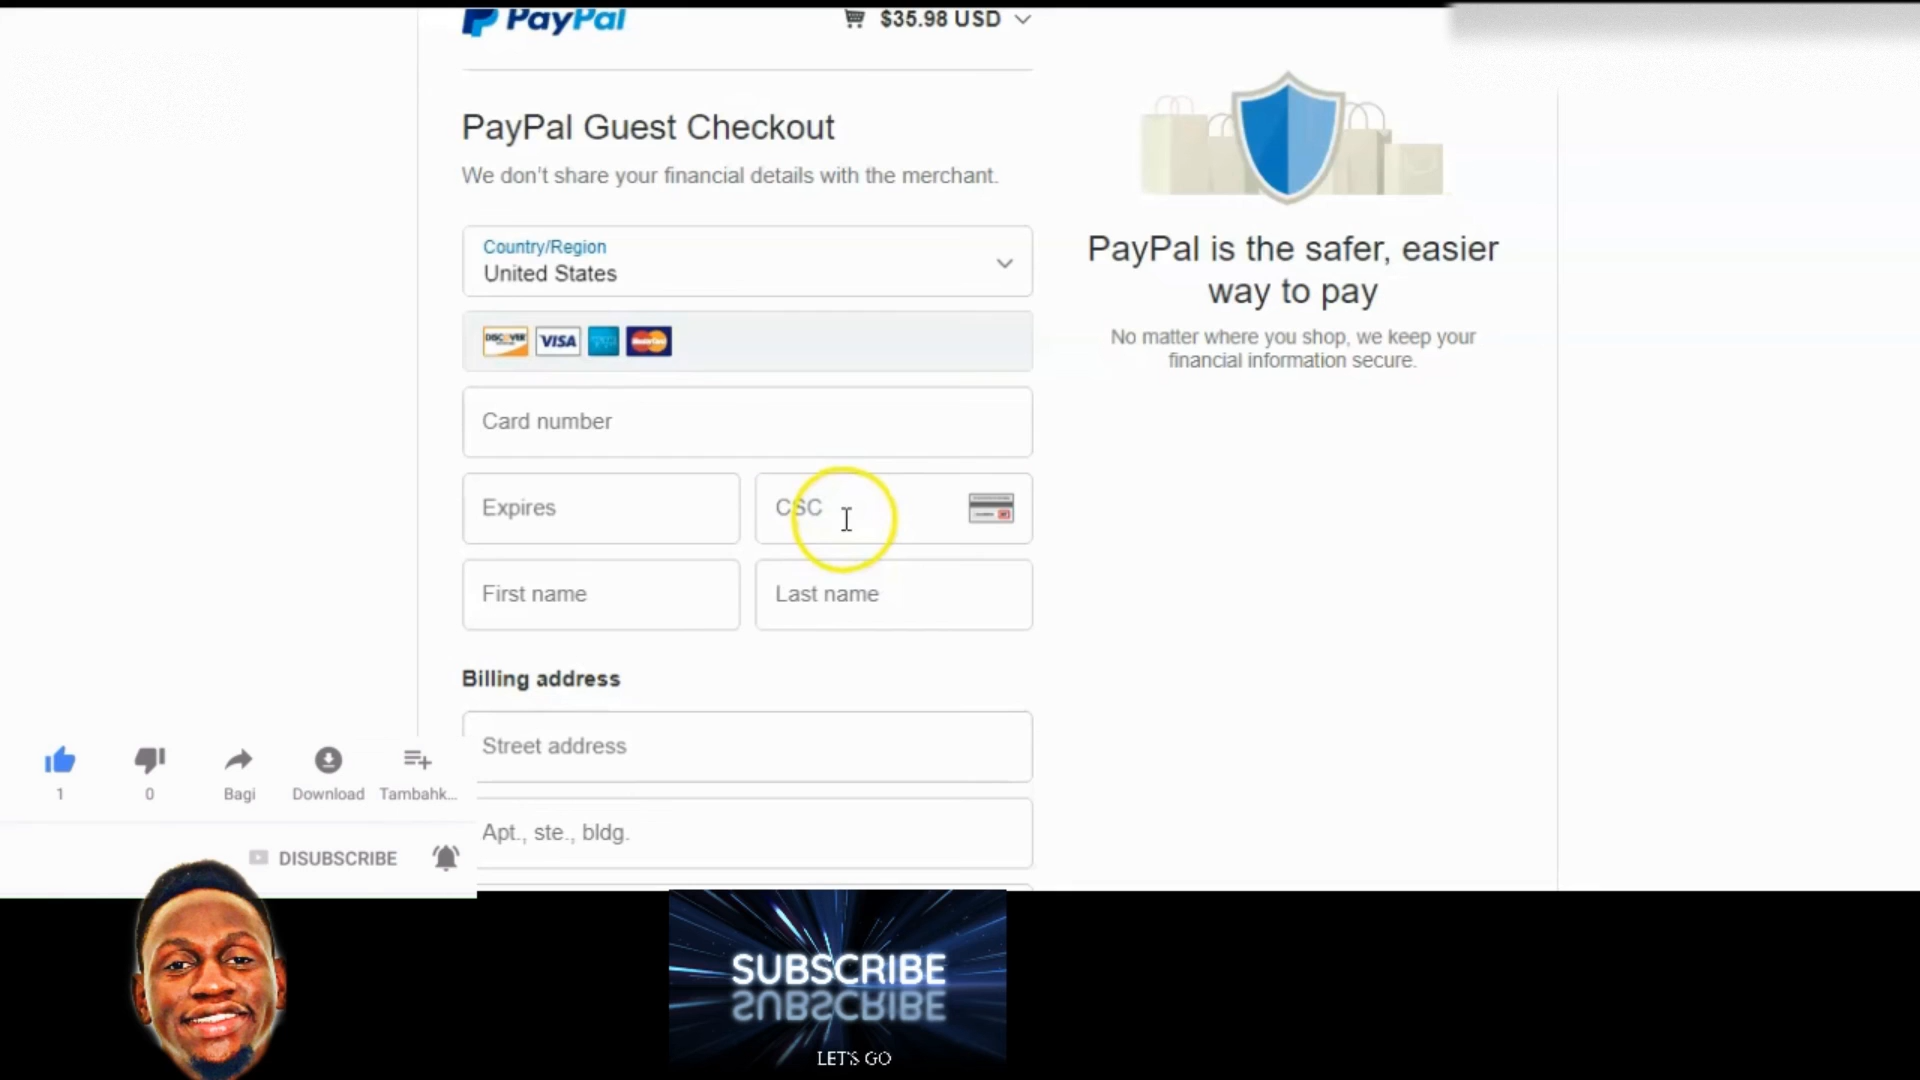 PayPal
$35.98 USD
PayPal Guest Checkout
We don't share your financial details with the merchant.
Country/Region
United States
DISCOVER VISA MasterCard
Card number
Expires
CSC
First name
Last name
Billing address
Street address
Apt., ste., bldg.
PayPal is the safer, easier
way to pay
No matter where you shop, we keep your
financial information secure.
1
0
Bagi
Download
Tambahk...
DISUBSCRIBE
SUBSCRIBE
LET'S GO